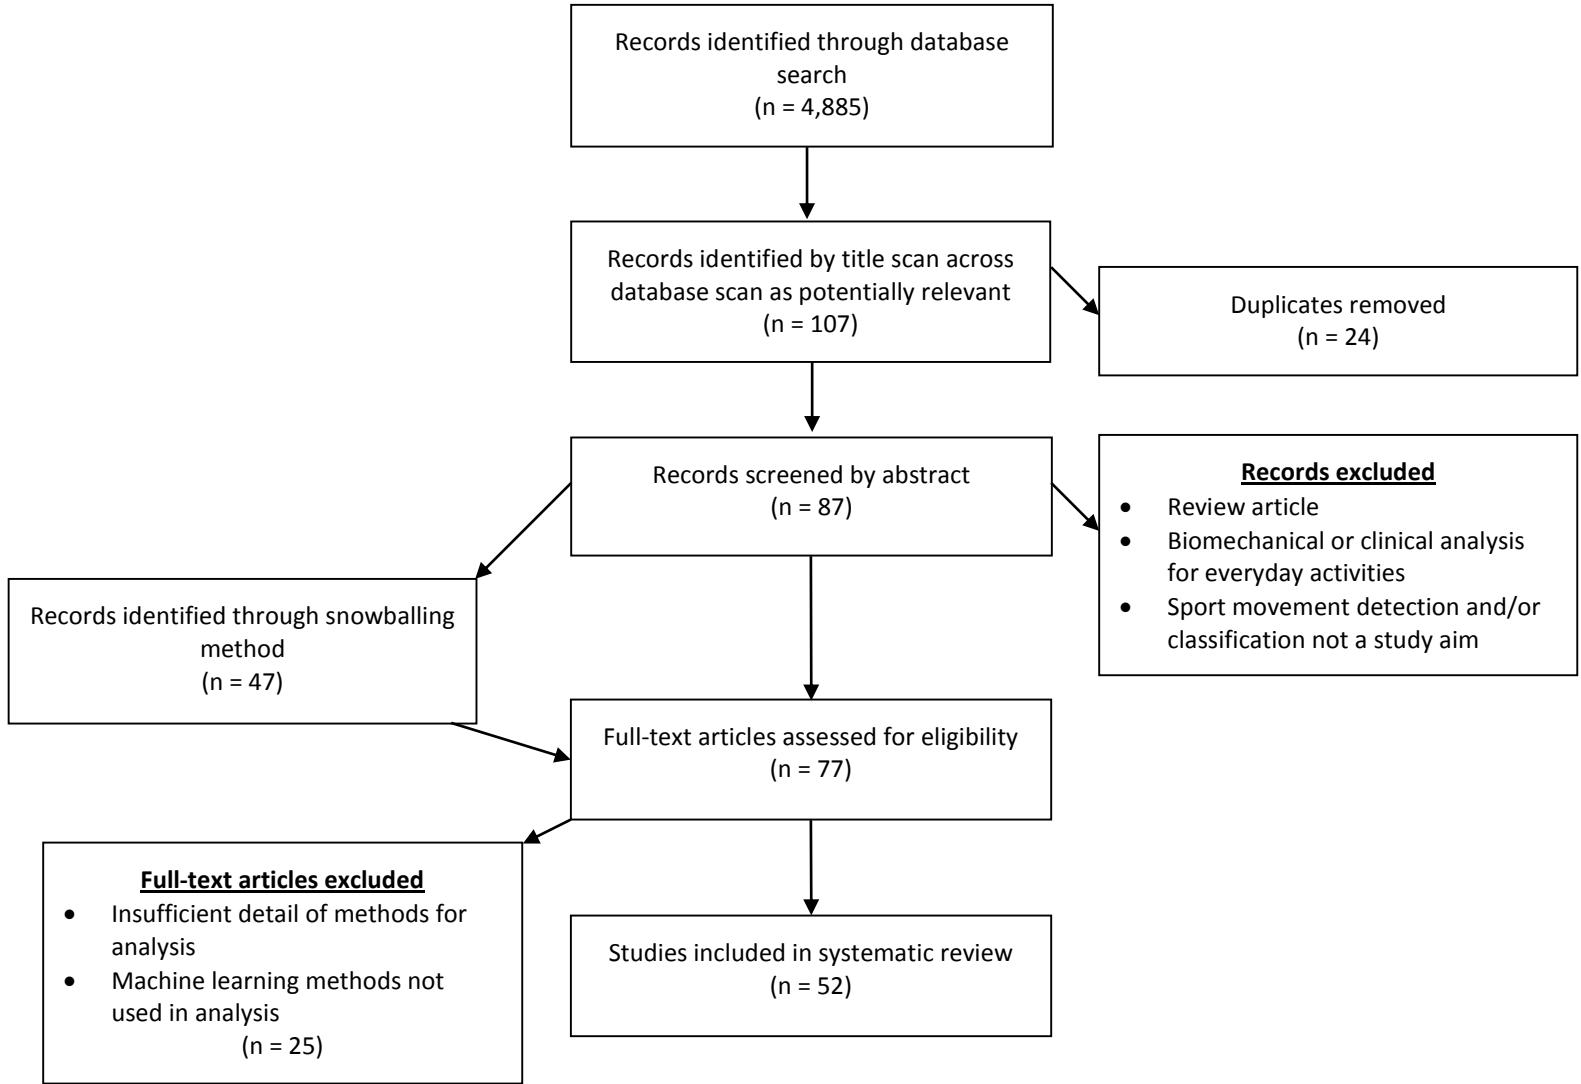 Records identified through database
search
(n = 4,885)
Records identified by title scan across
database scan as potentially relevant
(n = 107)
Duplicates removed
(n = 24)
Records screened by abstract
(n = 87)
Records excluded
• Review article
• Biomechanical or clinical analysis
for everyday activities
• Sport movement detection and/or
classification not a study aim
Records identified through snowballing
method
(n = 47)
Full-text articles assessed for eligibility
(n = 77)
Full-text articles excluded
• Insufficient detail of methods for
analysis
• Machine learning methods not
used in analysis
(n = 25)
Studies included in systematic review
(n = 52)